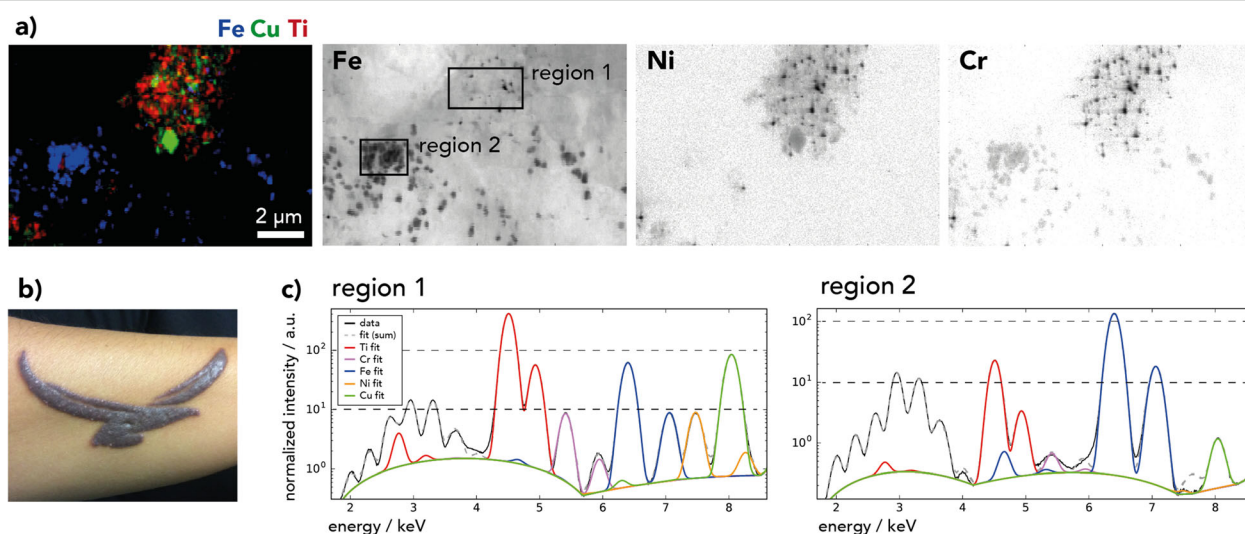 a)
Fe Cu Ti
2 µm
Fe
region 1
region 2
Ni
Cr
b)
c)
region 1
normalized intensity / a.u.
10²
10¹
10⁰
data
fit (sum)
Ti fit
Cr fit
Fe fit
Ni fit
Cu fit
2 3 4 5 6 7 8
energy / keV
region 2
10²
10¹
10⁰
2 3 4 5 6 7 8
energy / keV